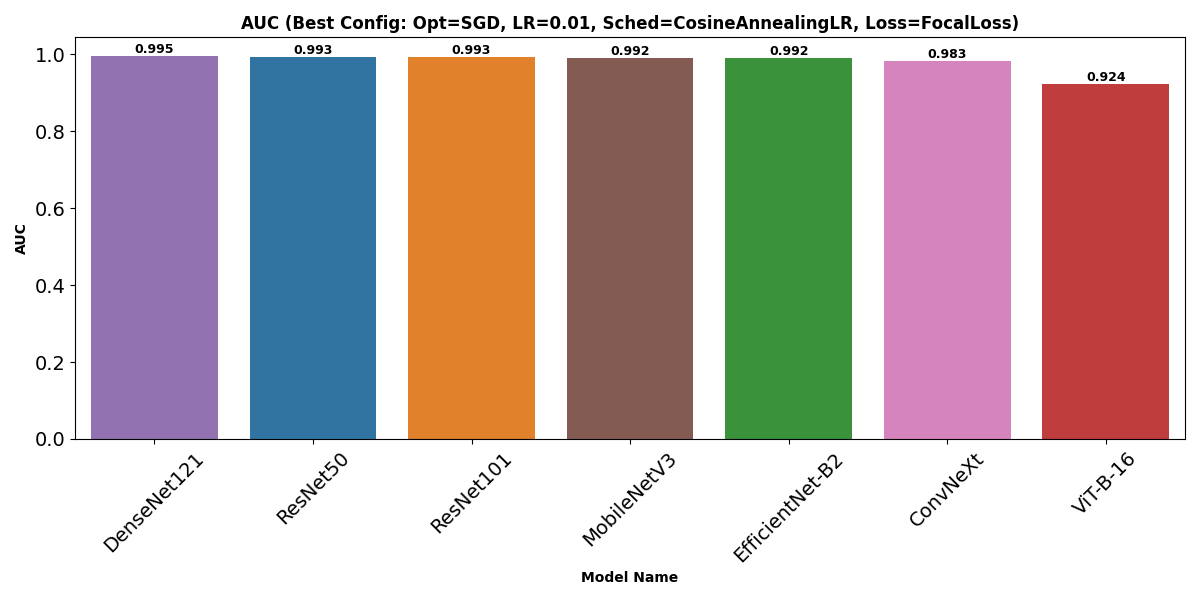 AUC (Best Config: Opt=SGD, LR=0.01, Sched=CosineAnnealingLR, Loss=FocalLoss)
0.995 0.993 0.993 0.992 0.992 0.983 0.924
AUC
1.0
0.8
0.6
0.4
0.2
0.0
DenseNet121 ResNet50 ResNet101 MobileNetV3 EfficientNet-B2 ConvNeXt ViT-B-16
Model Name